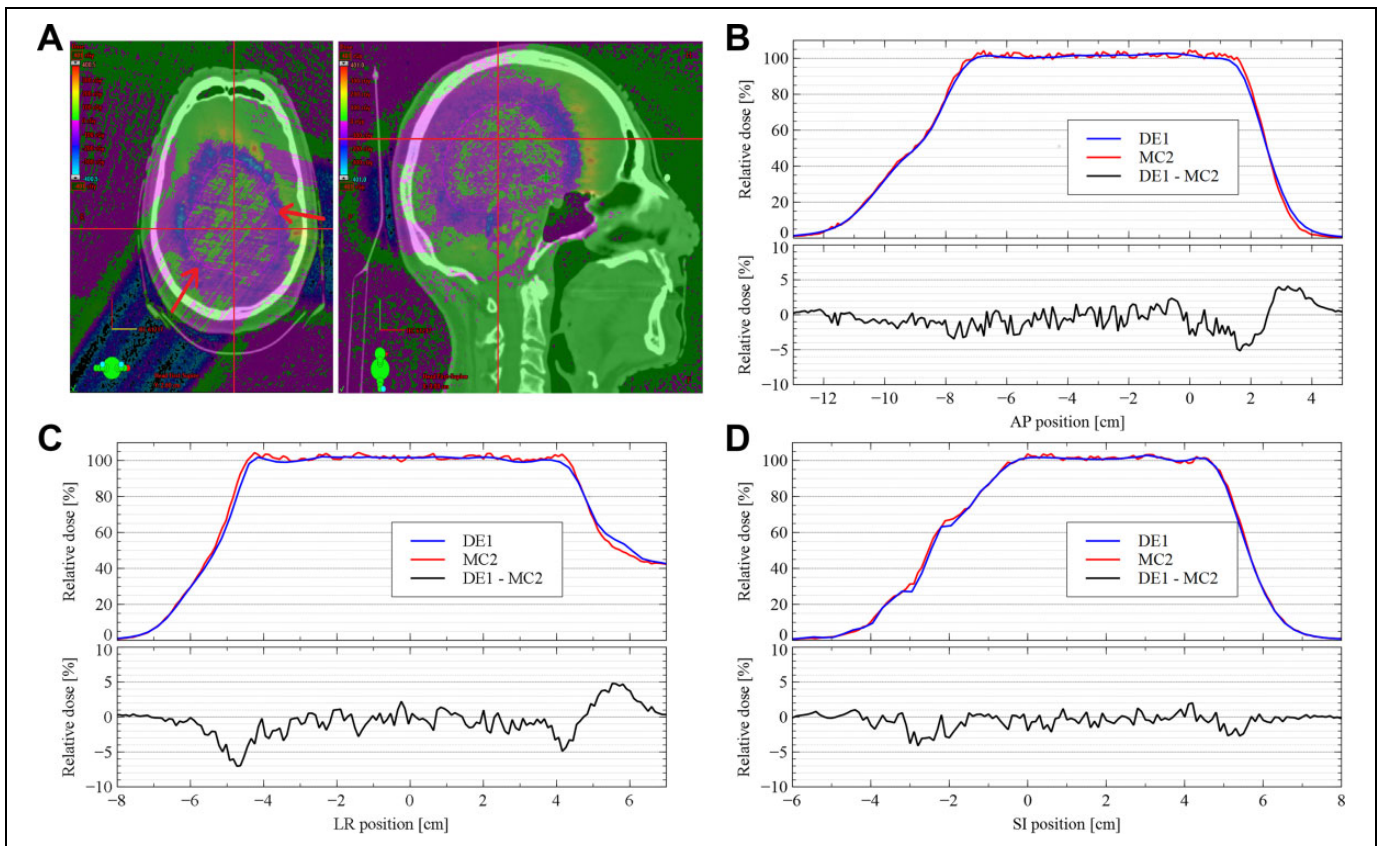 A
B
Relative dose [%]
100
80
60
40
20
0
DE1
MC2
DE1 - MC2
Relative dose [%]
10
5
0
−5
−10
−12
−10
−8
−6
−4
−2
0
2
4
AP position [cm]
C
Relative dose [%]
100
80
60
40
20
0
DE1
MC2
DE1 - MC2
Relative dose [%]
10
5
0
−5
−10
−8
−6
−4
−2
0
2
4
6
LR position [cm]
D
Relative dose [%]
100
80
60
40
20
0
DE1
MC2
DE1 - MC2
Relative dose [%]
10
5
0
−5
−10
−6
−4
−2
0
2
4
6
8
SI position [cm]